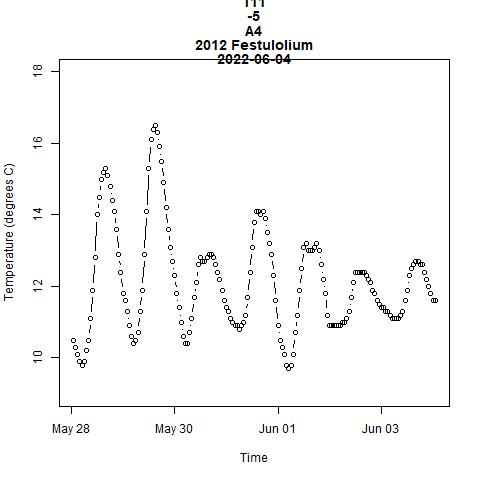 T11
-5
A4
2012 Festulolium
2022-06-04
18
16
14
12
10
Temperature (degrees C)
May 28
May 30
Jun 01
Jun 03
Time